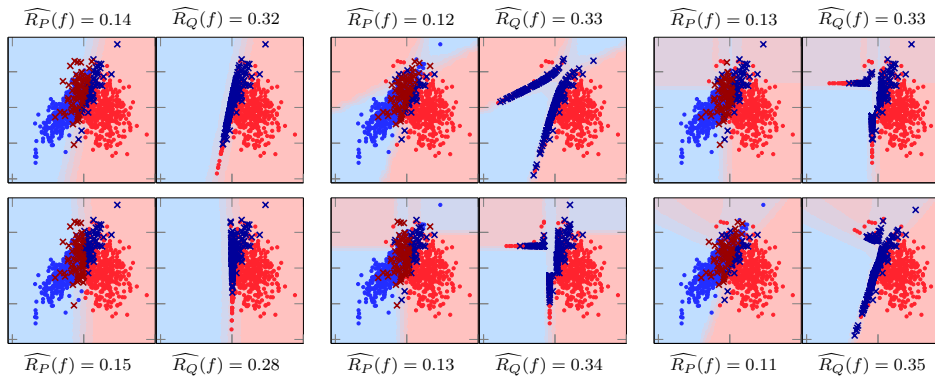 $\widehat{R_P}(f) = 0.14$ $\widehat{R_Q}(f) = 0.32$ $\widehat{R_P}(f) = 0.12$ $\widehat{R_Q}(f) = 0.33$ $\widehat{R_P}(f) = 0.13$ $\widehat{R_Q}(f) = 0.33$
$\widehat{R_P}(f) = 0.15$ $\widehat{R_Q}(f) = 0.28$ $\widehat{R_P}(f) = 0.13$ $\widehat{R_Q}(f) = 0.34$ $\widehat{R_P}(f) = 0.11$ $\widehat{R_Q}(f) = 0.35$